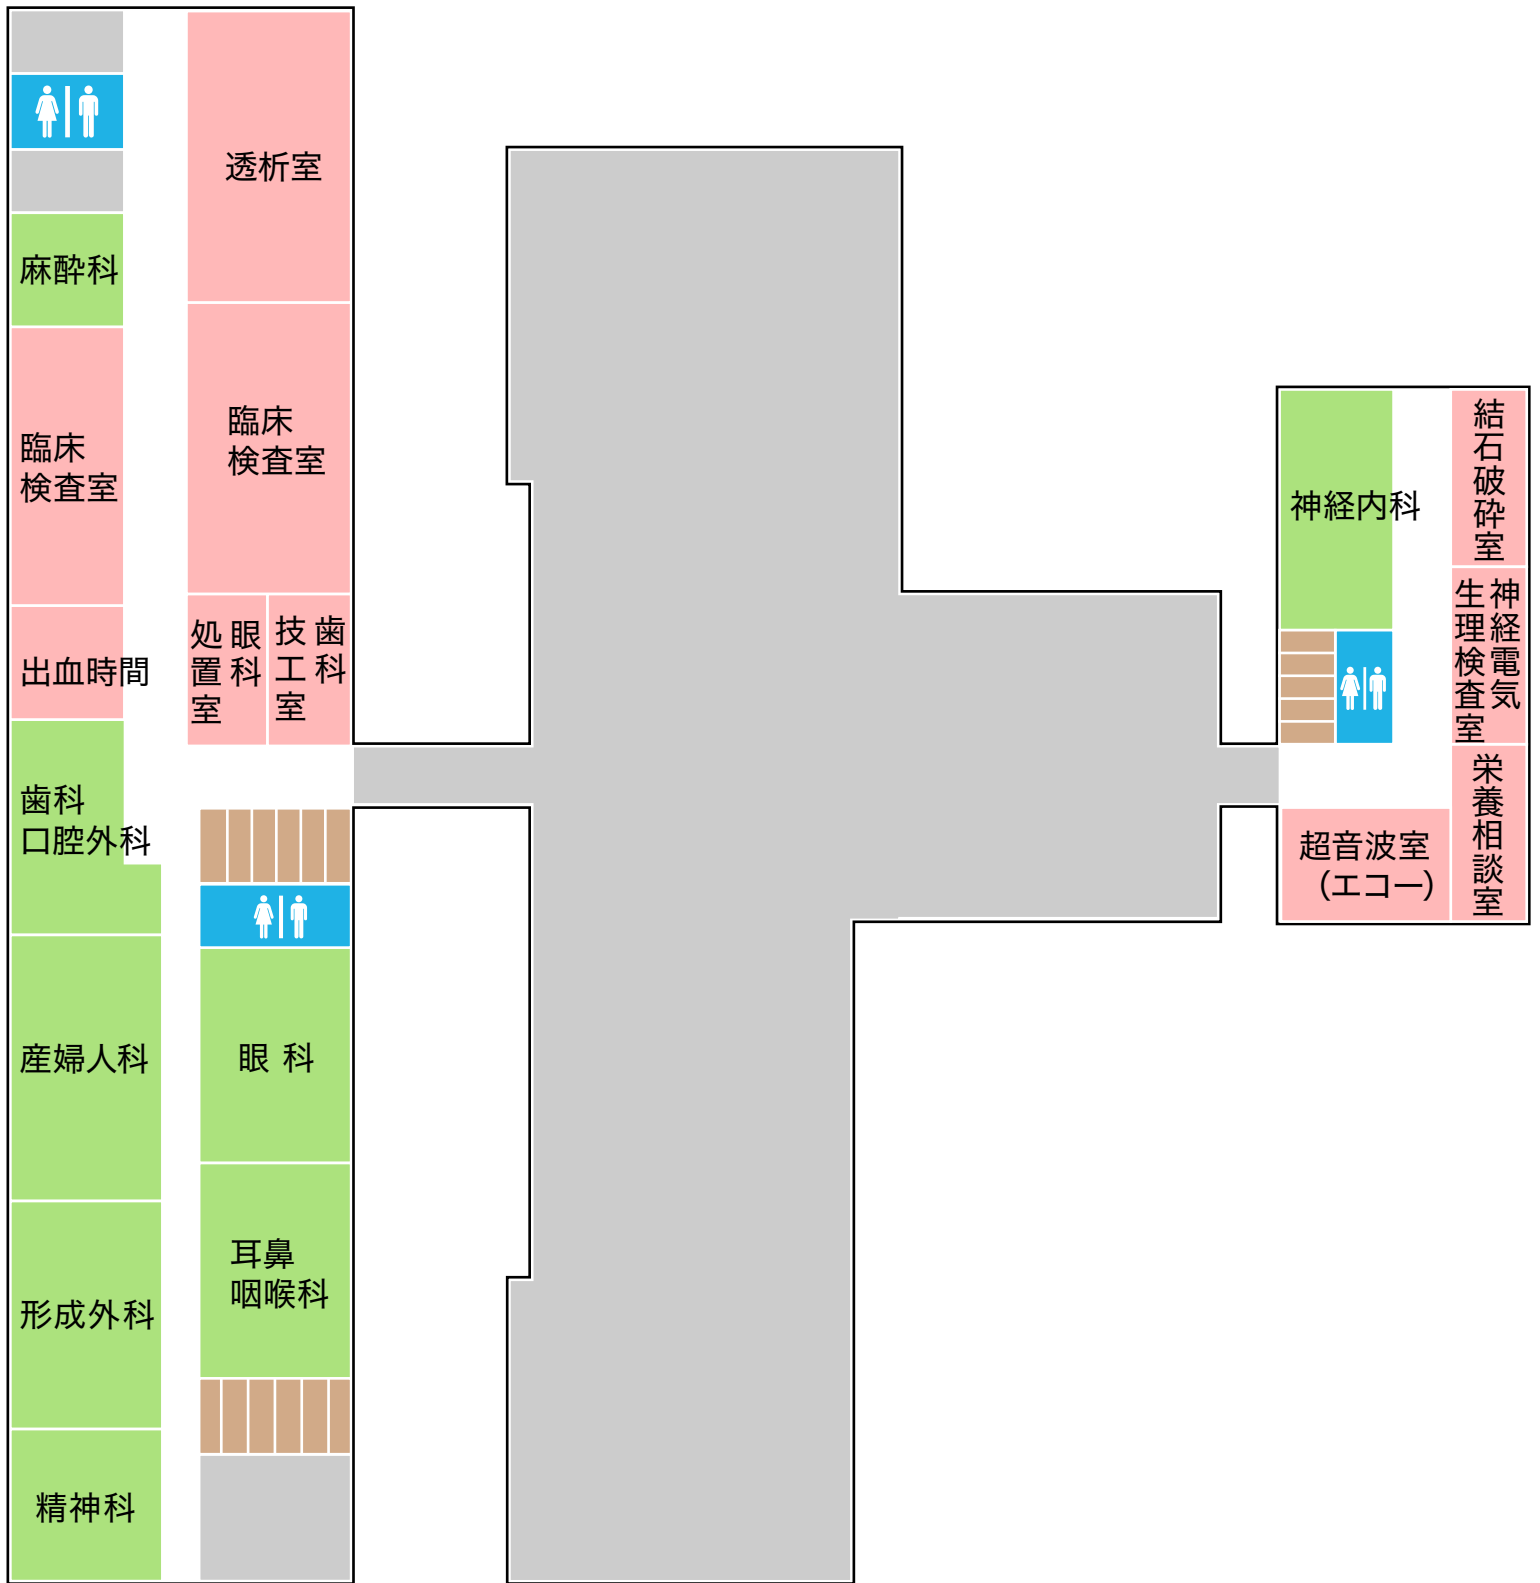 透析室
麻酔科
臨床
検査室
臨床
検査室
出血時間
眼科
処置室
歯科
技工室
歯科
口腔外科
産婦人科
眼 科
形成外科
耳鼻
咽喉科
精神科
神経内科
結石破砕室
神経電気
生理検査室
栄養相談室
超音波室
(エコー)